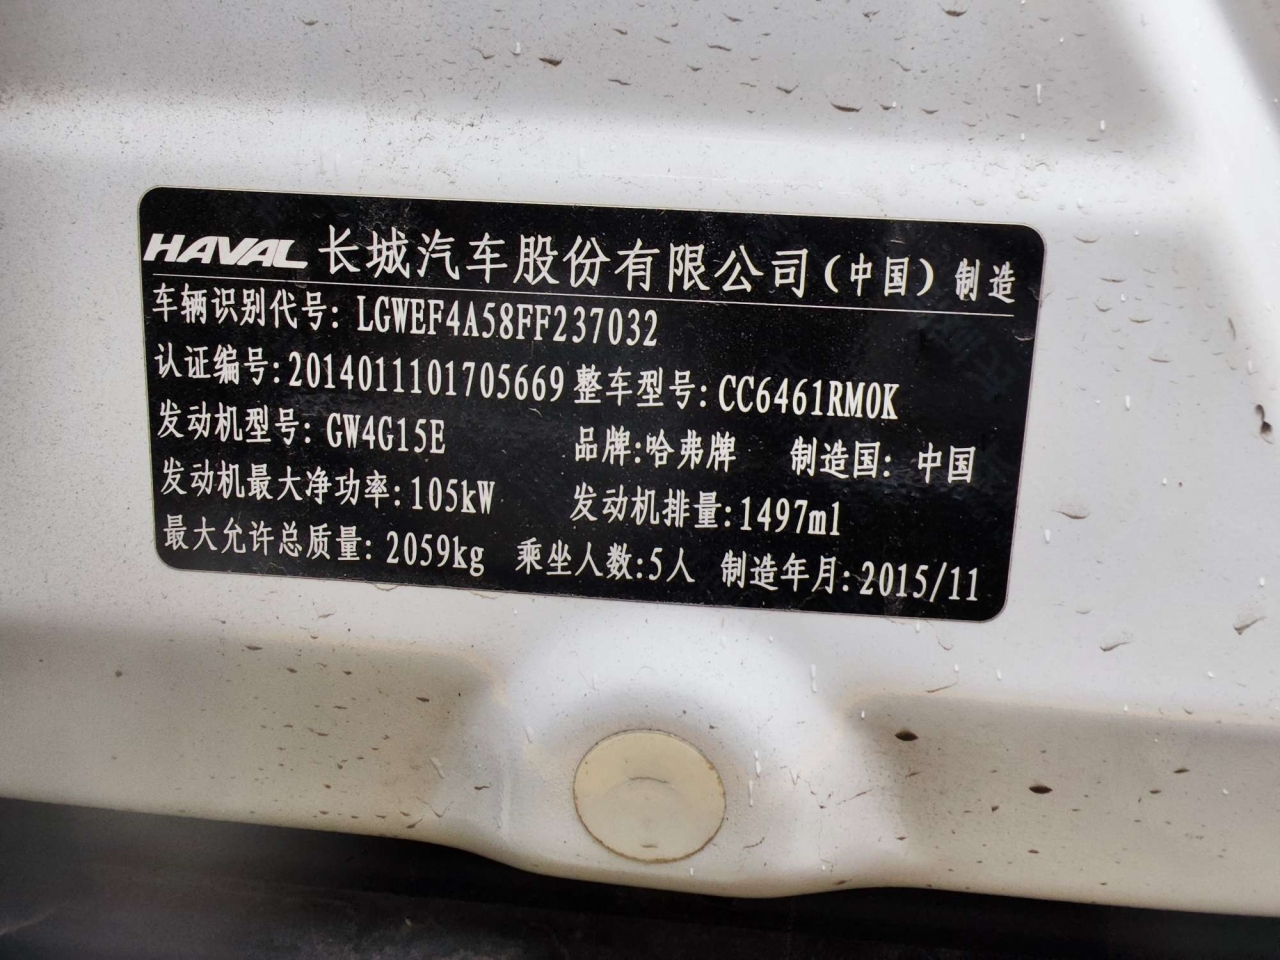 HAVAL 长城汽车股份有限公司(中国)制造
车辆识别代号: LGWEF4A58FF237032
认证编号:2014011101705669 整车型号:CC6461RM0K
发动机型号: GW4G15E 品牌:哈弗牌 制造国: 中国
发动机最大净功率:105kW 发动机排量:1497ml
最大允许总质量: 2059kg 乘坐人数:5人 制造年月:2015/11